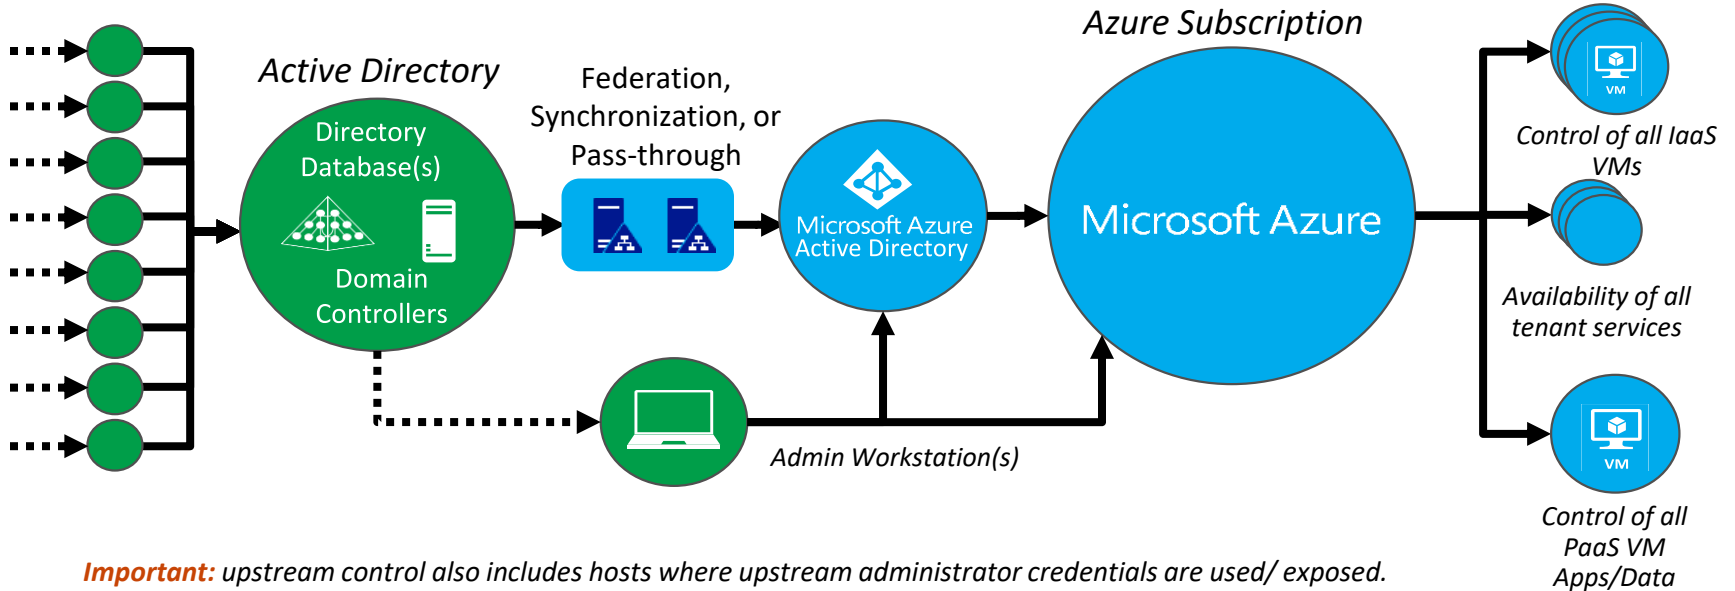 Azure Subscription
Active Directory
Federation,
Synchronization, or
Pass-through
Directory
Database(s)
Domain
Controllers
Microsoft Azure
Active Directory
Microsoft Azure
VM
Control of all IaaS
VMs
Availability of all
tenant services
Admin Workstation(s)
VM
Control of all
PaaS VM
Apps/Data
Important: upstream control also includes hosts where upstream administrator credentials are used/ exposed.